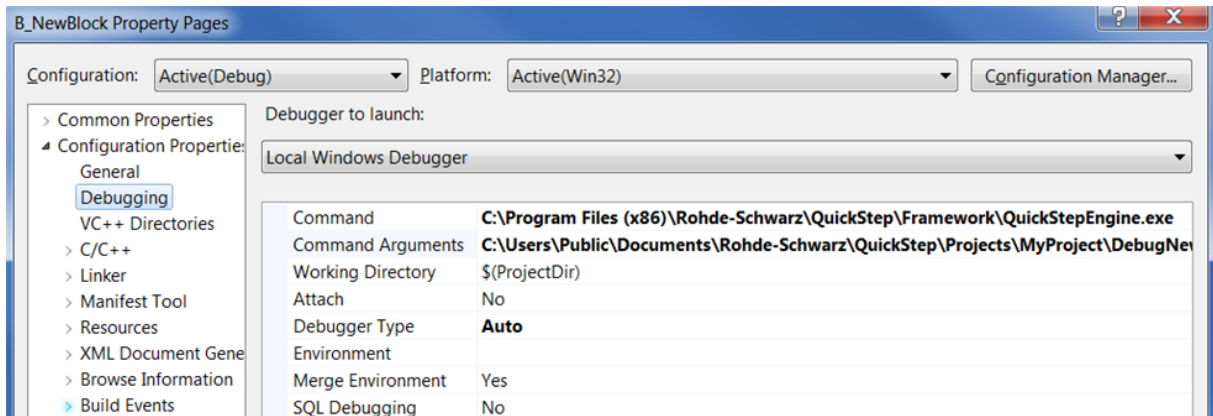 B_NewBlock Property Pages
Configuration: Active(Debug) Platform: Active(Win32) Configuration Manager...
Common Properties
Configuration Propertie
General
Debugging
VC++ Directories
C/C++
Linker
Manifest Tool
Resources
XML Document Gene
Browse Information
Build Events
Debugger to launch:
Local Windows Debugger
Command C:\Program Files (x86)\Rohde-Schwarz\QuickStep\Framework\QuickStepEngine.exe
Command Arguments C:\Users\Public\Documents\Rohde-Schwarz\QuickStep\Projects\MyProject\DebugNe
Working Directory $(ProjectDir)
Attach No
Debugger Type Auto
Environment
Merge Environment Yes
SQL Debugging No